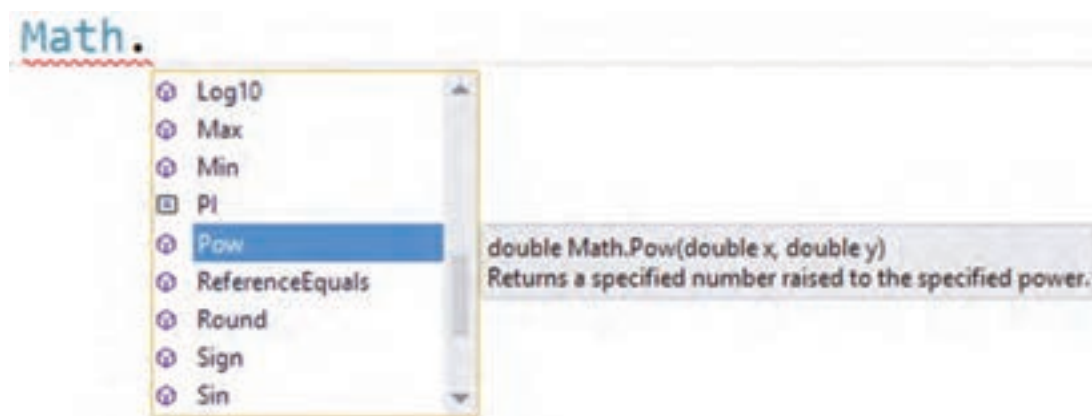 Math.
Log10
Max
Min
PI
Pow
double Math.Pow(double x, double y)
Returns a specified number raised to the specified power.
ReferenceEquals
Round
Sign
Sin